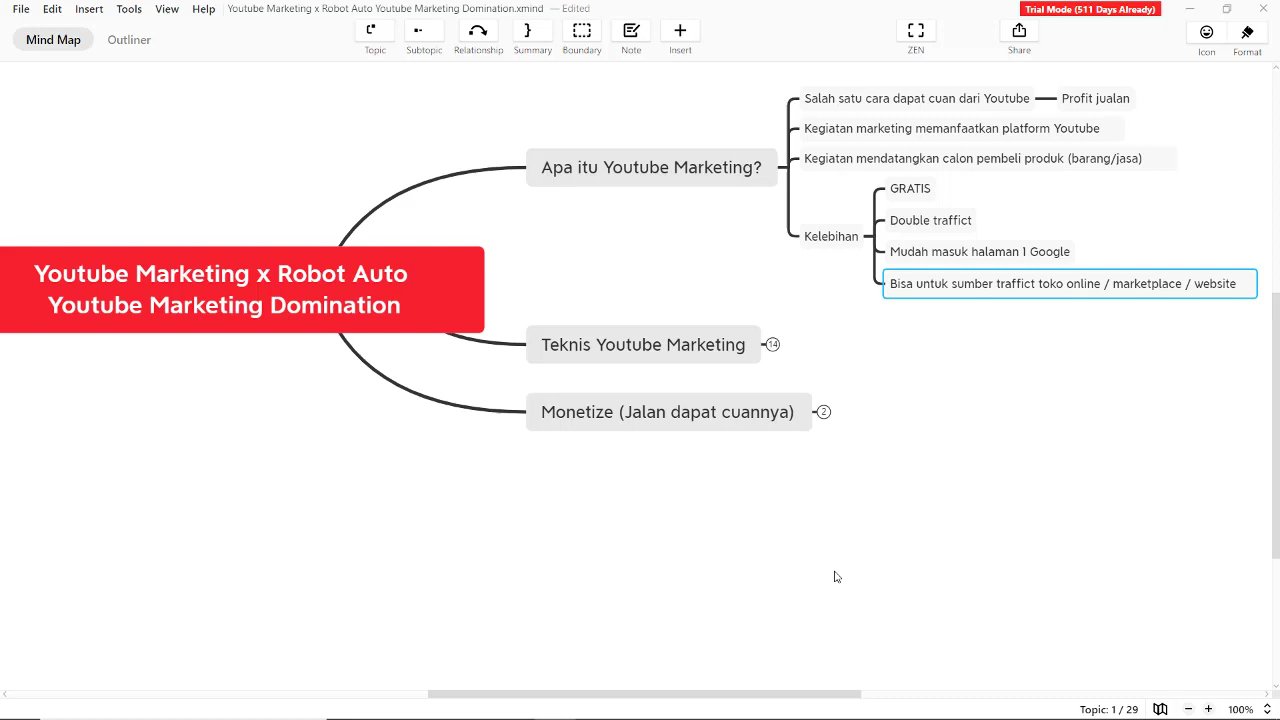 File Edit Insert Tools View Help Youtube Marketing x Robot Auto Youtube Marketing Domination.xmind — Edited Trial Mode (511 Days Already)
Mind Map Outliner
Topic Subtopic Relationship Summary Boundary Note Insert ZEN Share Icon Format
Salah satu cara dapat cuan dari Youtube Profit jualan
Kegiatan marketing memanfaatkan platform Youtube
Apa itu Youtube Marketing?
Kegiatan mendatangkan calon pembeli produk (barang/jasa)
Kelebihan
GRATIS
Double traffict
Mudah masuk halaman 1 Google
Bisa untuk sumber traffict toko online / marketplace / website
Youtube Marketing x Robot Auto
Youtube Marketing Domination
Teknis Youtube Marketing 14
Monetize (Jalan dapat cuannya) 2
Topic: 1 / 29 100%